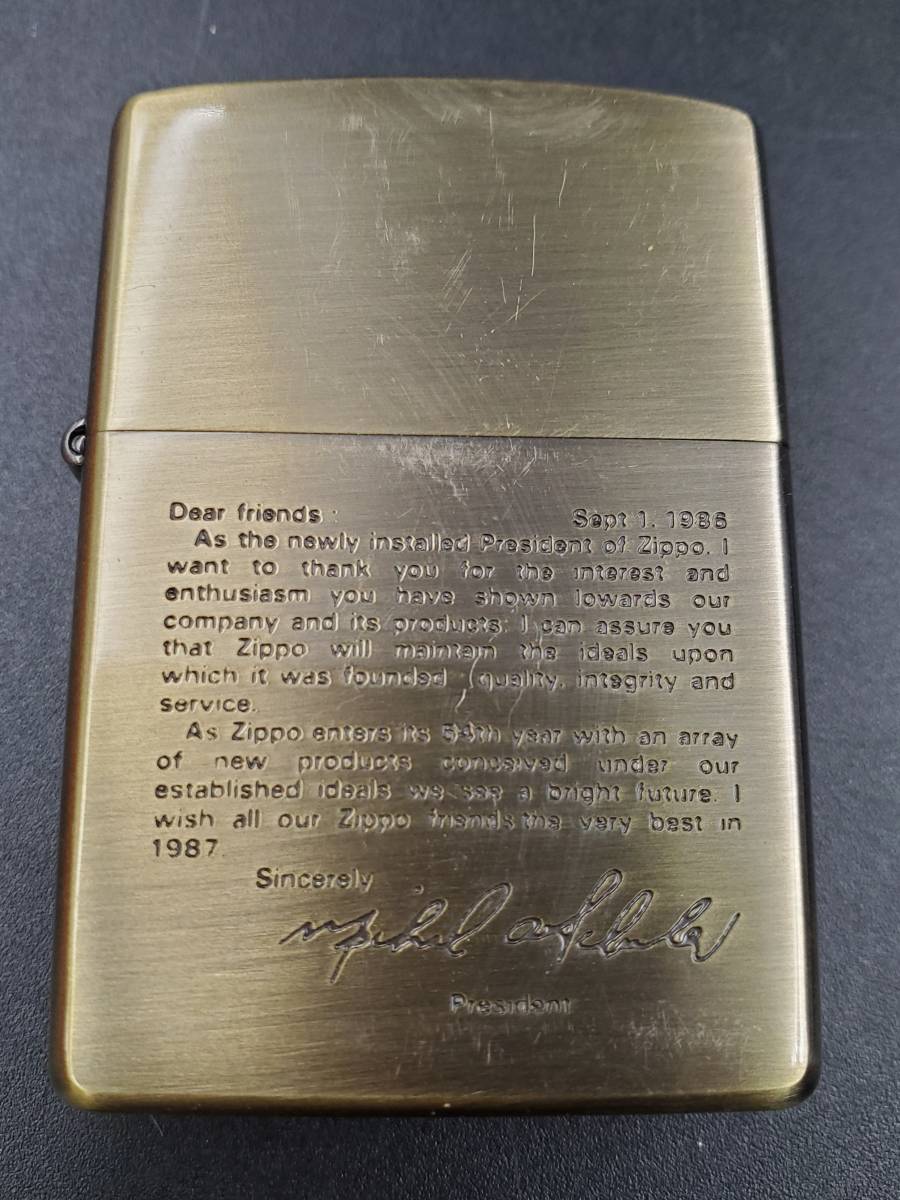 Dear friends : Sept 1. 1986
As the newly installed President of Zippo. I
want to thank you for the interest and
enthusiasm you have shown towards our
company and its products: I can assure you
that Zippo will maintain the ideals upon
which it was founded : quality, integrity and
service.
As Zippo enters its 54th year with an array
of new products conceived under our
established ideals we see a bright future. I
wish all our Zippo friends the very best in
1987.
Sincerely
President